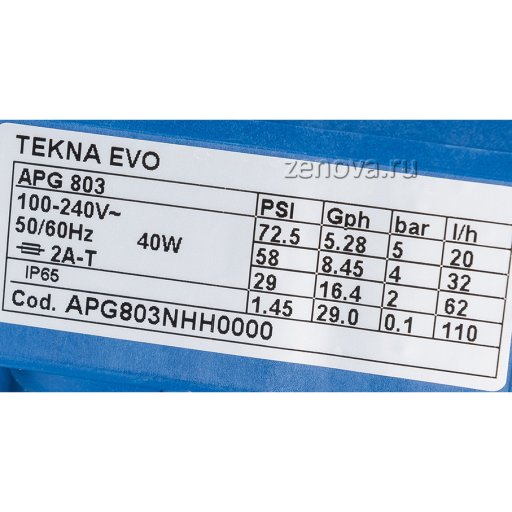 zenova.ru
TEKNA EVO
APG 803
100-240V~
50/60Hz 40W
2A-T
IP65
Cod. APG803NHH0000
PSI Gph bar l/h
72.5 5.28 5 20
58 8.45 4 32
29 16.4 2 62
1.45 29.0 0.1 110
zenova.ru